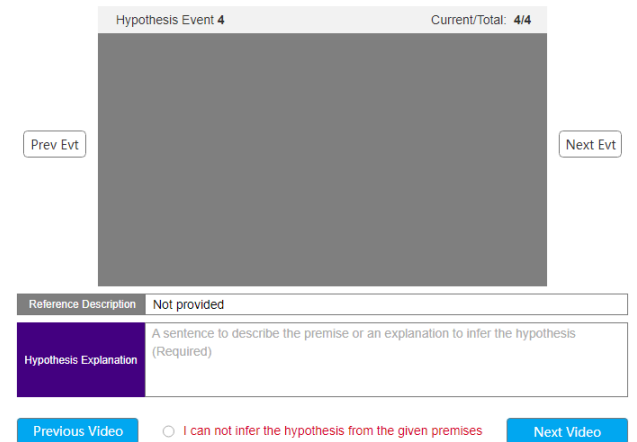 Hypothesis Event 4 Current/Total: 4/4
Prev Evt
Next Evt
Reference Description Not provided
Hypothesis Explanation
A sentence to describe the premise or an explanation to infer the hypothesis
(Required)
Previous Video I can not infer the hypothesis from the given premises Next Video